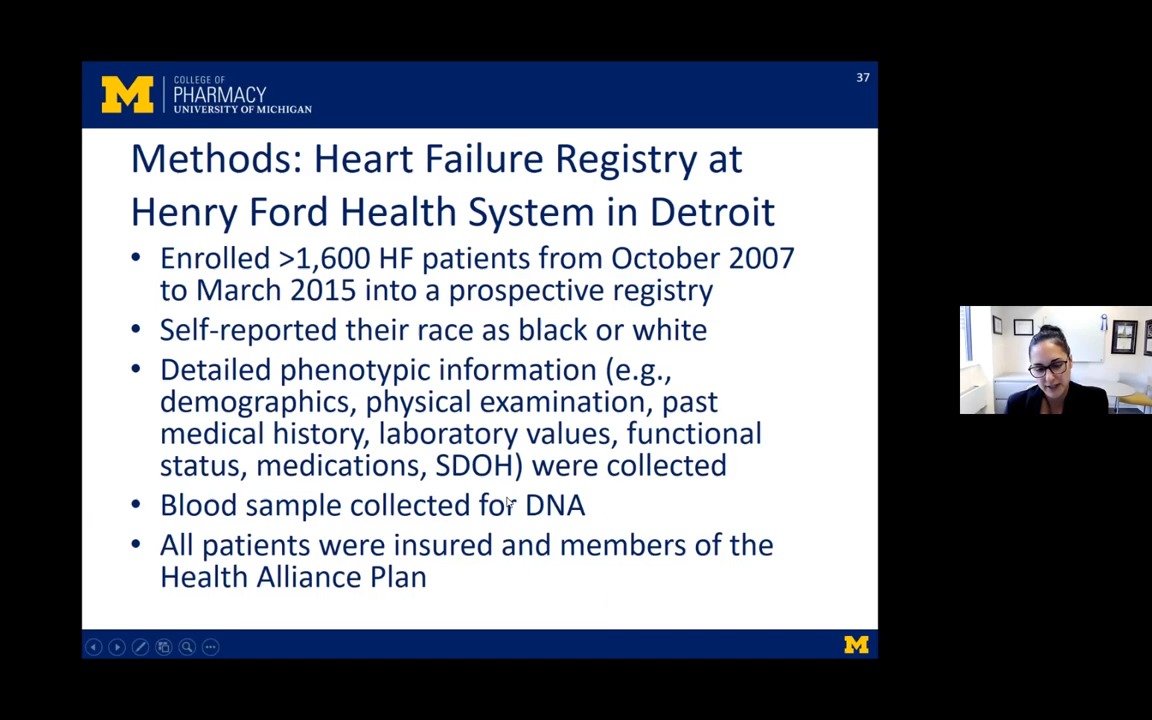 37
COLLEGE OF
PHARMACY
UNIVERSITY OF MICHIGAN
Methods: Heart Failure Registry at
Henry Ford Health System in Detroit
• Enrolled >1,600 HF patients from October 2007
to March 2015 into a prospective registry
• Self-reported their race as black or white
• Detailed phenotypic information (e.g.,
demographics, physical examination, past
medical history, laboratory values, functional
status, medications, SDOH) were collected
• Blood sample collected for DNA
• All patients were insured and members of the
Health Alliance Plan